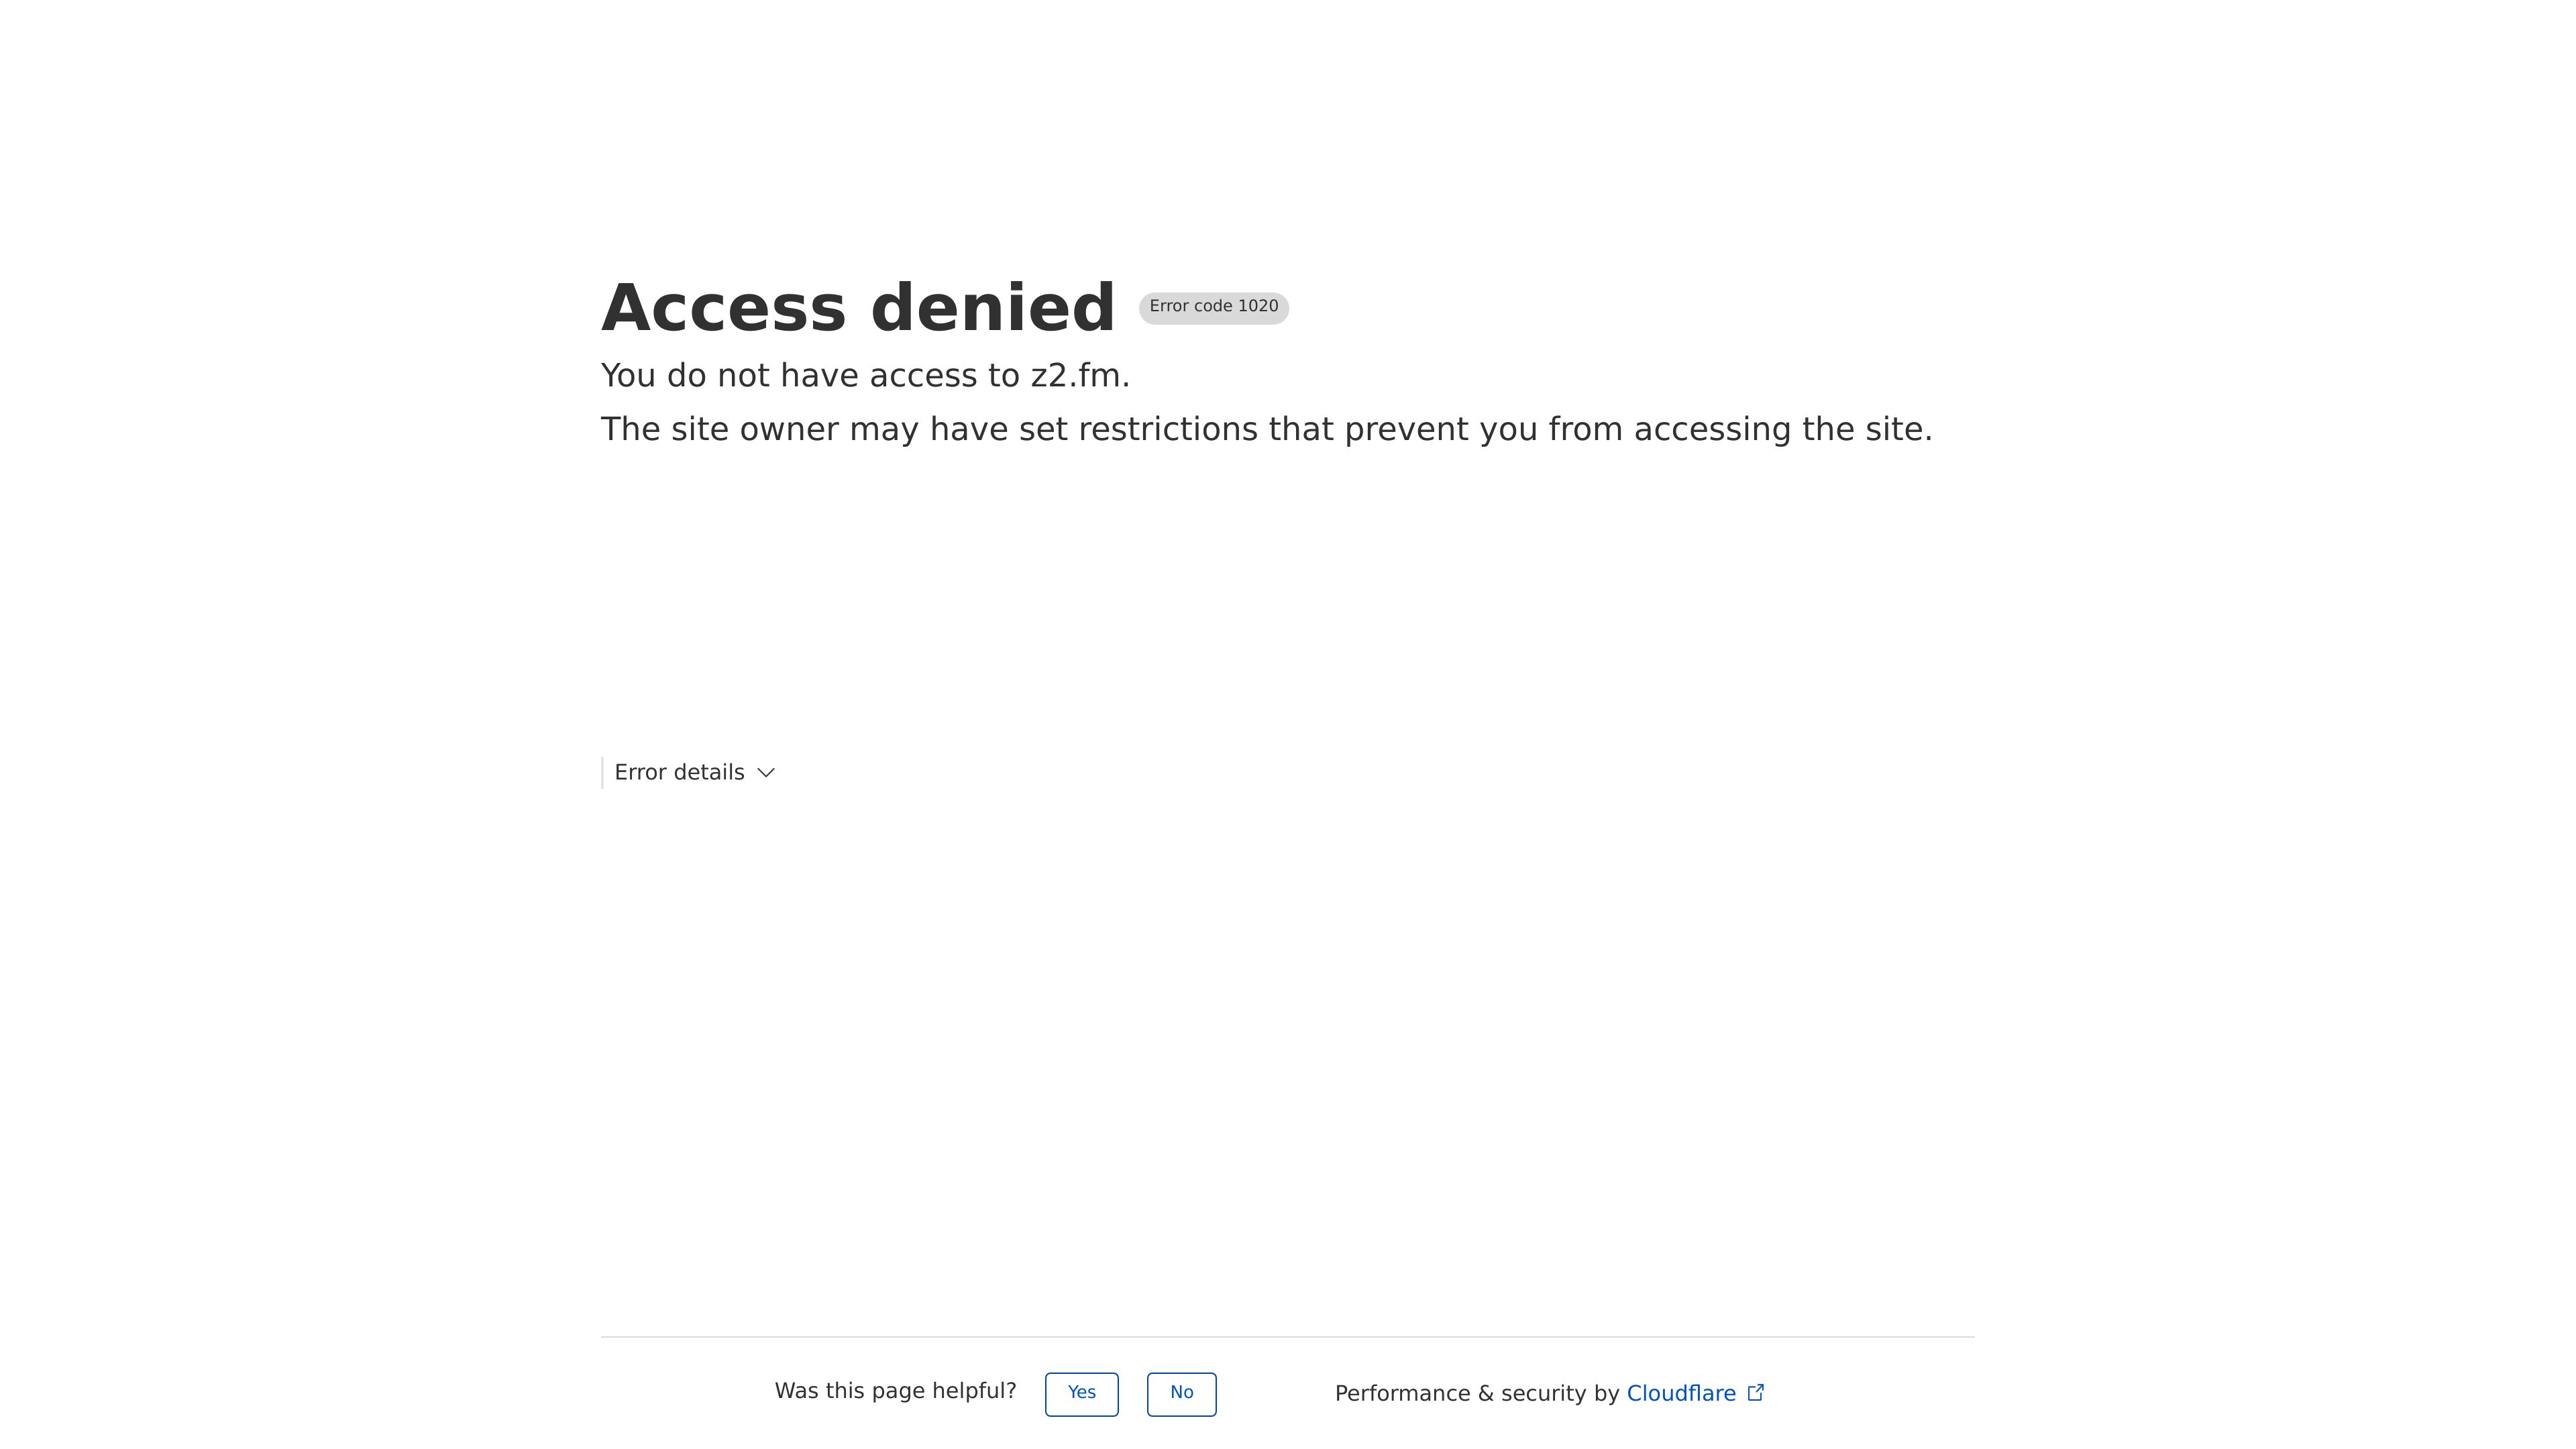 Access denied Error code 1020
You do not have access to z2.fm.
The site owner may have set restrictions that prevent you from accessing the site.
Error details
Was this page helpful? Yes No Performance & security by Cloudflare